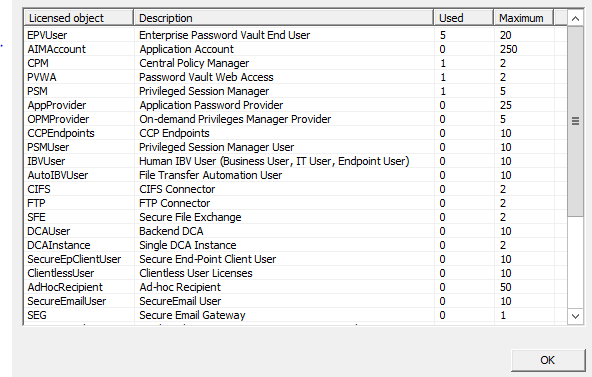 Licensed object Description Used Maximum
EPVUser Enterprise Password Vault End User 5 20
AIMAccount Application Account 0 250
CPM Central Policy Manager 1 2
PVWA Password Vault Web Access 1 2
PSM Privileged Session Manager 1 5
AppProvider Application Password Provider 0 25
OPMProvider On-demand Privileges Manager Provider 0 5
CCPEndpoints CCP Endpoints 0 10
PSMUser Privileged Session Manager User 0 10
IBVUser Human IBV User (Business User, IT User, Endpoint User) 0 10
AutoIBVUser File Transfer Automation User 0 10
CIFS CIFS Connector 0 2
FTP FTP Connector 0 2
SFE Secure File Exchange 0 2
DCAUser Backend DCA 0 10
DCAInstance Single DCA Instance 0 2
SecureEpClientUser Secure End-Point Client User 0 10
ClientlessUser Clientless User Licenses 0 10
AdHocRecipient Ad-hoc Recipient 0 50
SecureEmailUser SecureEmail User 0 10
SEG Secure Email Gateway 0 1
OK